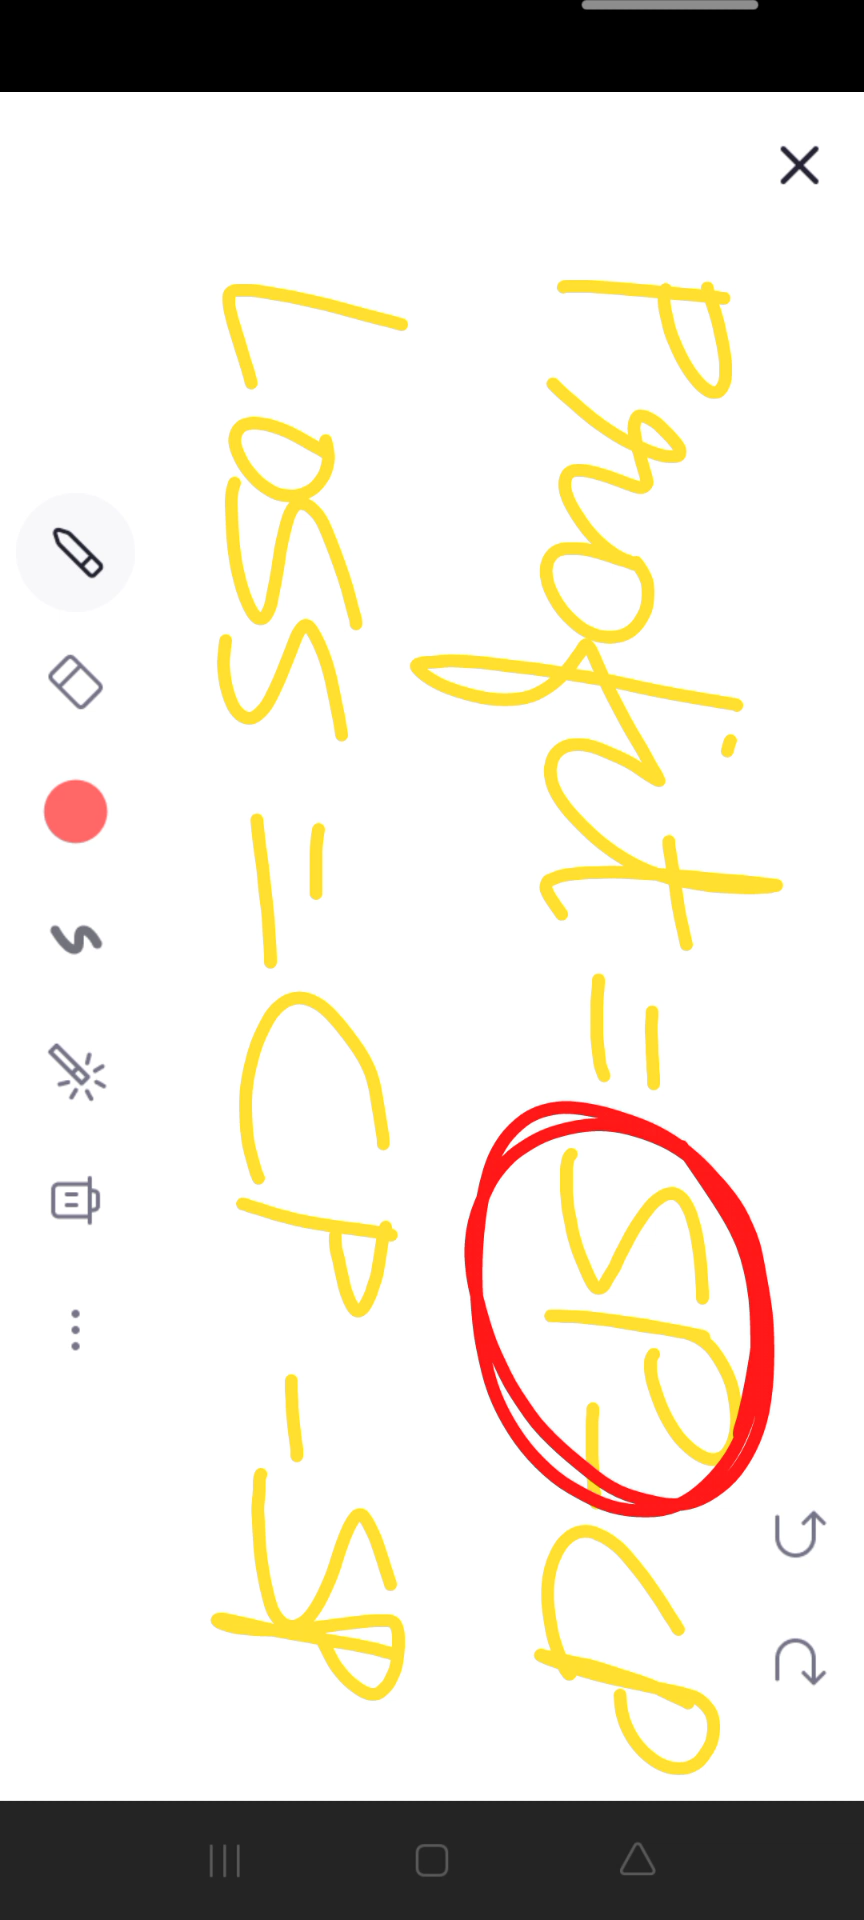 Profit = SP - CP
Loss = CP - SP